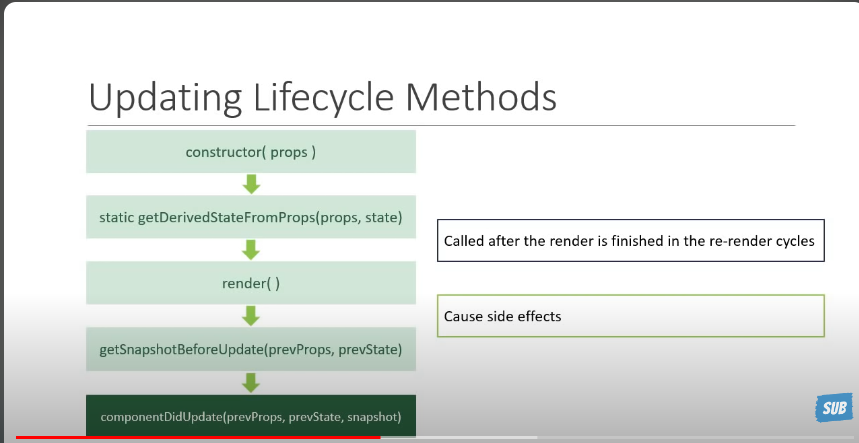 Updating Lifecycle Methods
constructor( props )
static getDerivedStateFromProps(props, state)
render( )
getSnapshotBeforeUpdate(prevProps, prevState)
componentDidUpdate(prevProps, prevState, snapshot)
Called after the render is finished in the re-render cycles
Cause side effects
SUB